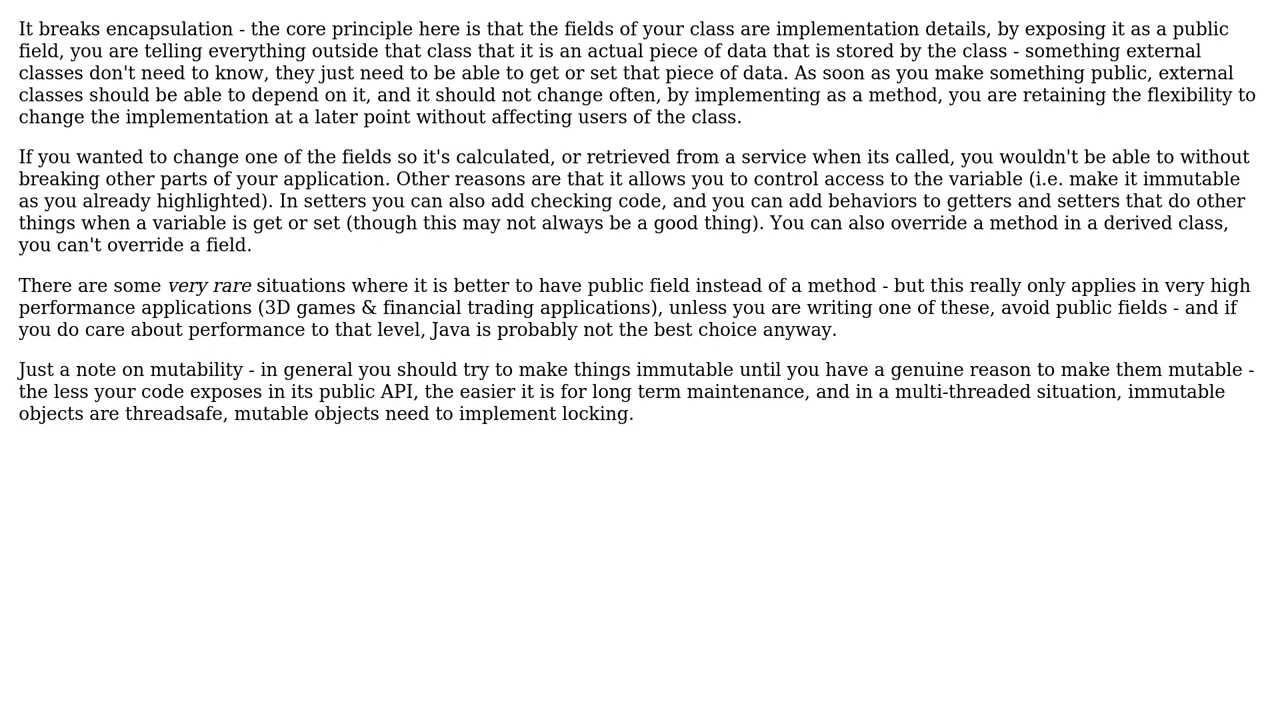 It breaks encapsulation - the core principle here is that the fields of your class are implementation details, by exposing it as a public
field, you are telling everything outside that class that it is an actual piece of data that is stored by the class - something external
classes don't need to know, they just need to be able to get or set that piece of data. As soon as you make something public, external
classes should be able to depend on it, and it should not change often, by implementing as a method, you are retaining the flexibility to
change the implementation at a later point without affecting users of the class.
If you wanted to change one of the fields so it's calculated, or retrieved from a service when its called, you wouldn't be able to without
breaking other parts of your application. Other reasons are that it allows you to control access to the variable (i.e. make it immutable
as you already highlighted). In setters you can also add checking code, and you can add behaviors to getters and setters that do other
things when a variable is get or set (though this may not always be a good thing). You can also override a method in a derived class,
you can't override a field.
There are some very rare situations where it is better to have public field instead of a method - but this really only applies in very high
performance applications (3D games & financial trading applications), unless you are writing one of these, avoid public fields - and if
you do care about performance to that level, Java is probably not the best choice anyway.
Just a note on mutability - in general you should try to make things immutable until you have a genuine reason to make them mutable -
the less your code exposes in its public API, the easier it is for long term maintenance, and in a multi-threaded situation, immutable
objects are threadsafe, mutable objects need to implement locking.